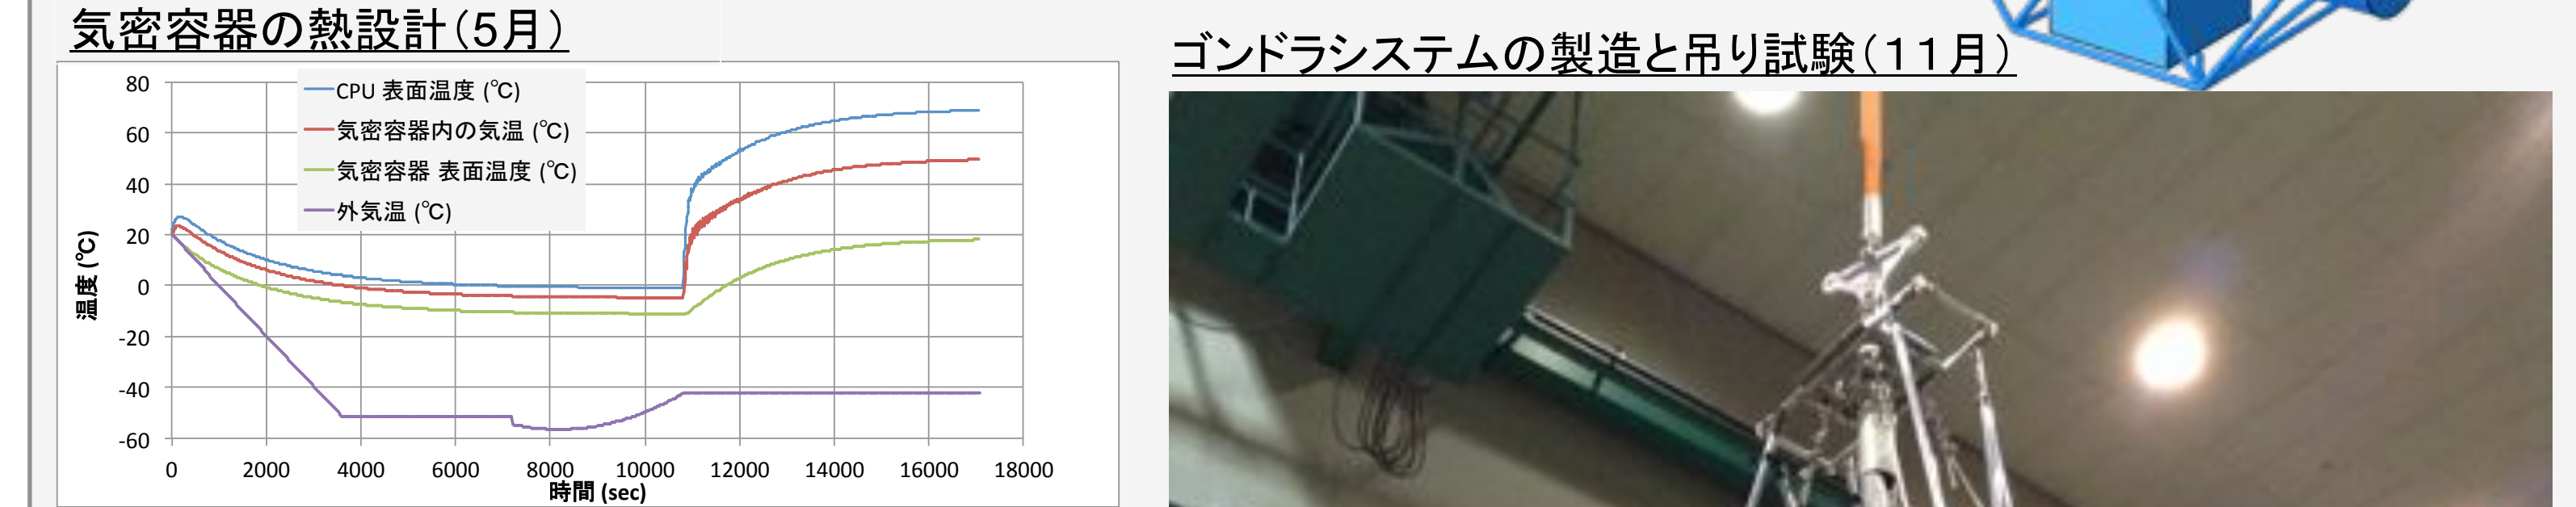 気密容器の熱設計(5月)
ゴンドラシステムの製造と吊り試験(11月)
CPU 表面温度 (℃)
気密容器内の気温 (℃)
気密容器 表面温度 (℃)
外気温 (℃)
温度 (℃)
80
60
40
20
0
-20
-40
-60
0 2000 4000 6000 8000 10000 12000 14000 16000 18000
時間 (sec)